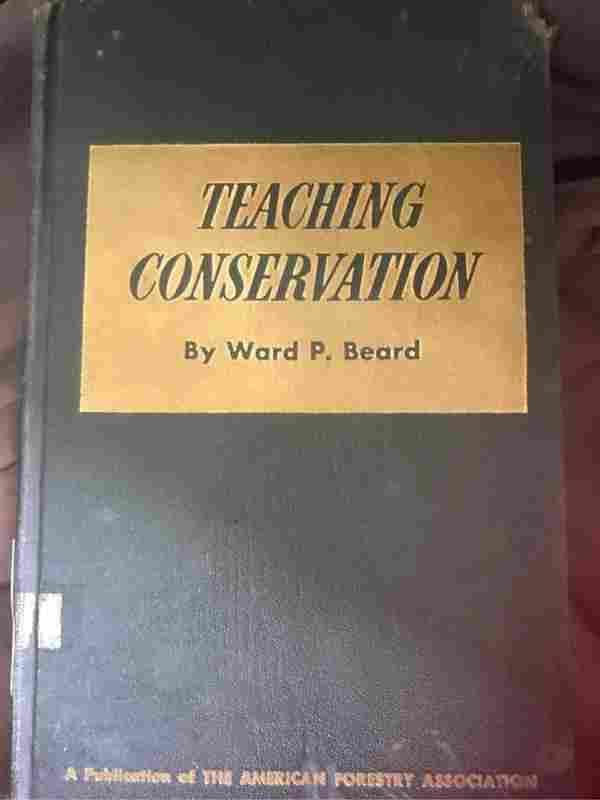 TEACHING
CONSERVATION
By Ward P. Beard
A Publication of THE AMERICAN FORESTRY ASSOCIATION